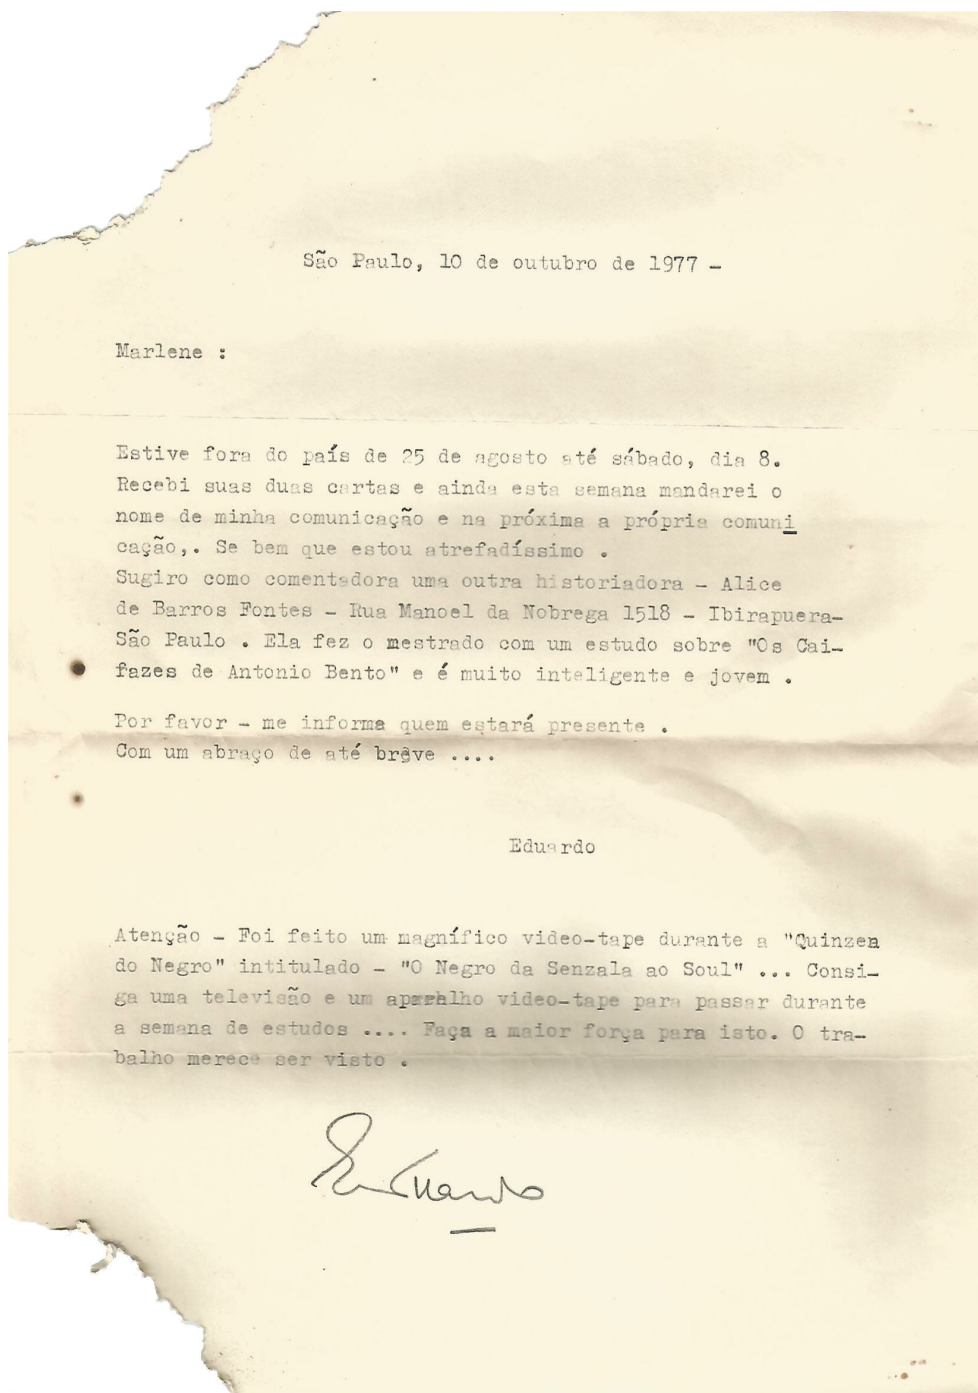 São Paulo, 10 de outubro de 1977 -
Marlene :
Estive fora do país de 25 de agosto até sábado, dia 8.
Recebi suas duas cartas e ainda esta semana mandarei o
nome de minha comunicação e na próxima a própria comuni
cação,. Se bem que estou atrefadíssimo .
Sugiro como comentadora uma outra historiadora - Alice
de Barros Fontes - Rua Manoel da Nobrega 1518 - Ibirapuera-
São Paulo . Ela fez o mestrado com um estudo sobre "Os Cai-
fazes de Antonio Bento" e é muito inteligente e jovem .
Por favor - me informa quem estará presente .
Com um abraço de até breve ....
Eduardo
Atenção - Foi feito um magnífico video-tape durante a "Quinzea
do Negro" intitulado - "O Negro da Senzala ao Soul" ... Consi-
ga uma televisão e um aparelho video-tape para passar durante
a semana de estudos .... Faça a maior força para isto. O tra-
balho merece ser visto .
Eduardo